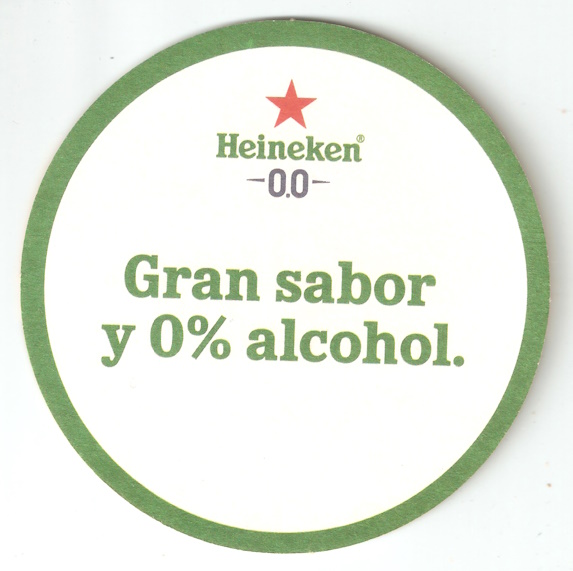 Heineken®
-0.0-
Gran sabor
y 0% alcohol.